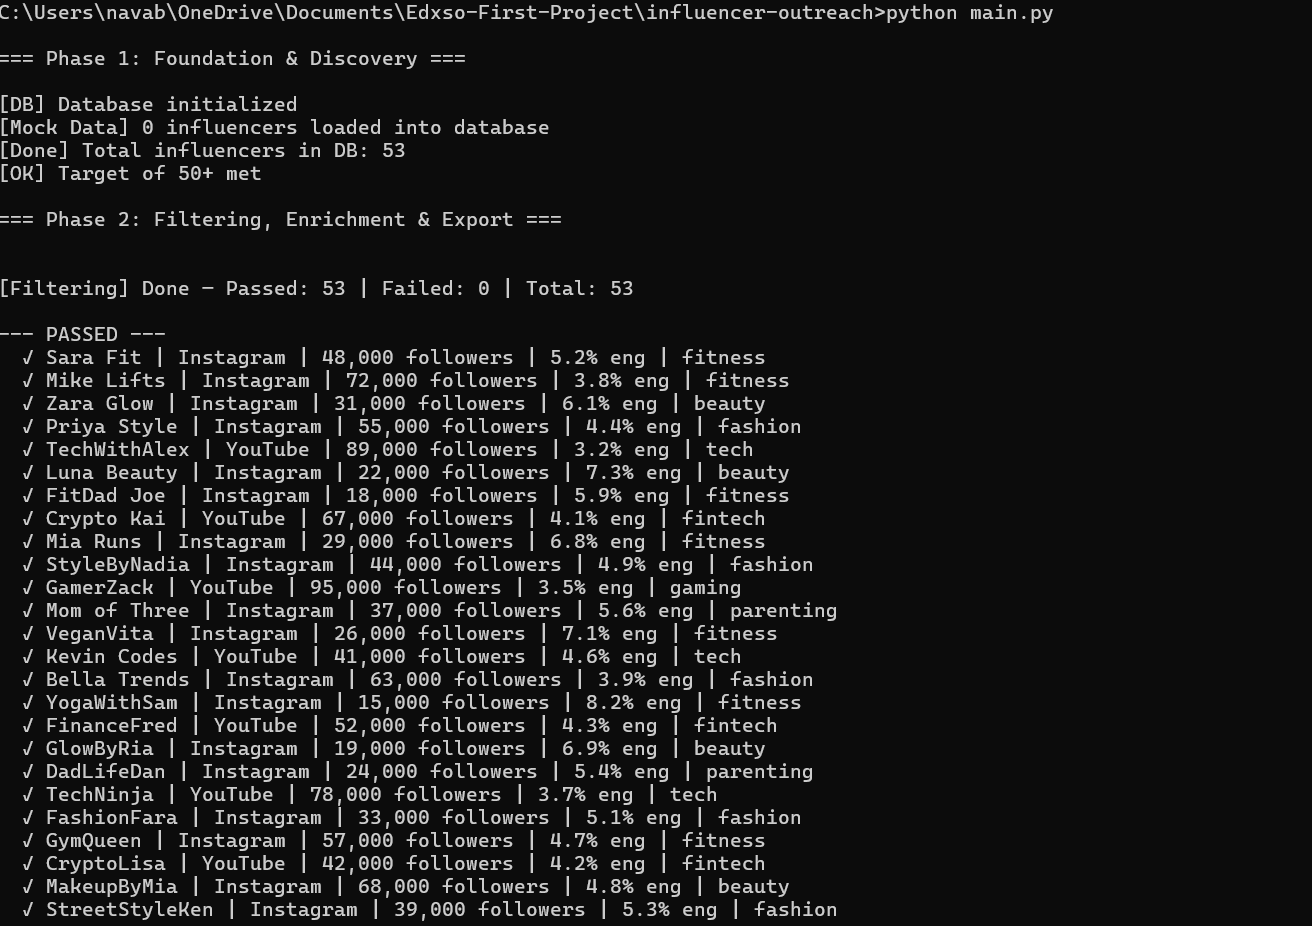 C:\Users\navab\OneDrive\Documents\Edxso-First-Project\influencer-outreach>python main.py
=== Phase 1: Foundation & Discovery ===
[DB] Database initialized
[Mock Data] 0 influencers loaded into database
[Done] Total influencers in DB: 53
[OK] Target of 50+ met
=== Phase 2: Filtering, Enrichment & Export ===
[Filtering] Done — Passed: 53 | Failed: 0 | Total: 53
--- PASSED ---
√ Sara Fit | Instagram | 48,000 followers | 5.2% eng | fitness
√ Mike Lifts | Instagram | 72,000 followers | 3.8% eng | fitness
√ Zara Glow | Instagram | 31,000 followers | 6.1% eng | beauty
√ Priya Style | Instagram | 55,000 followers | 4.4% eng | fashion
√ TechWithAlex | YouTube | 89,000 followers | 3.2% eng | tech
√ Luna Beauty | Instagram | 22,000 followers | 7.3% eng | beauty
√ FitDad Joe | Instagram | 18,000 followers | 5.9% eng | fitness
√ Crypto Kai | YouTube | 67,000 followers | 4.1% eng | fintech
√ Mia Runs | Instagram | 29,000 followers | 6.8% eng | fitness
√ StyleByNadia | Instagram | 44,000 followers | 4.9% eng | fashion
√ GamerZack | YouTube | 95,000 followers | 3.5% eng | gaming
√ Mom of Three | Instagram | 37,000 followers | 5.6% eng | parenting
√ VeganVita | Instagram | 26,000 followers | 7.1% eng | fitness
√ Kevin Codes | YouTube | 41,000 followers | 4.6% eng | tech
√ Bella Trends | Instagram | 63,000 followers | 3.9% eng | fashion
√ YogaWithSam | Instagram | 15,000 followers | 8.2% eng | fitness
√ FinanceFred | YouTube | 52,000 followers | 4.3% eng | fintech
√ GlowByRia | Instagram | 19,000 followers | 6.9% eng | beauty
√ DadLifeDan | Instagram | 24,000 followers | 5.4% eng | parenting
√ TechNinja | YouTube | 78,000 followers | 3.7% eng | tech
√ FashionFara | Instagram | 33,000 followers | 5.1% eng | fashion
√ GymQueen | Instagram | 57,000 followers | 4.7% eng | fitness
√ CryptoLisa | YouTube | 42,000 followers | 4.2% eng | fintech
√ MakeupByMia | Instagram | 68,000 followers | 4.8% eng | beauty
√ StreetStyleKen | Instagram | 39,000 followers | 5.3% eng | fashion